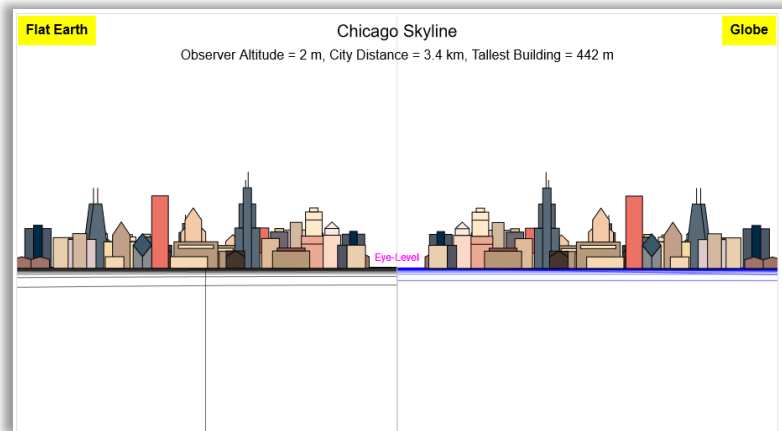 Flat Earth
Chicago Skyline
Globe
Observer Altitude = 2 m, City Distance = 3.4 km, Tallest Building = 442 m
Eye-Level